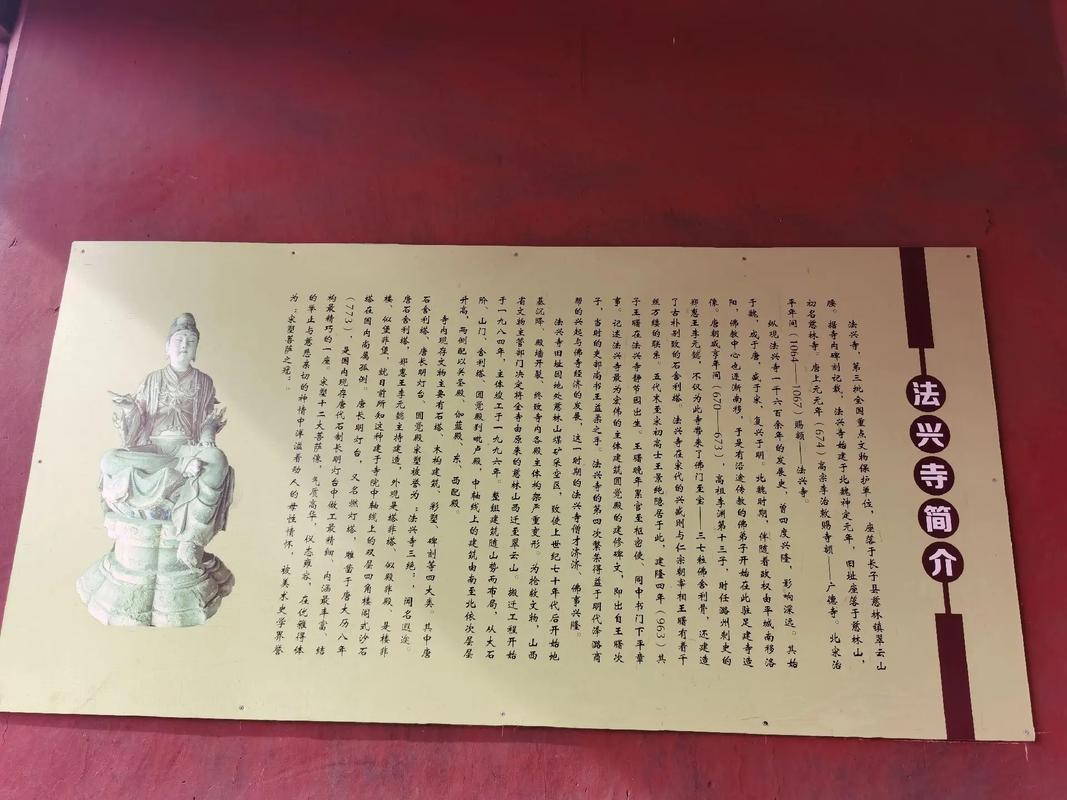 法兴寺简介
法兴寺，第三批全国重点文物保护单位，座落于长子县慈林镇翠云山
腰。据寺内碑刻记载，法兴寺始建于北魏神定元年，旧址座落于慈林山，
初名慈林寺。唐上元元年（674）高宗李治敕赐寺额——广德寺。北宋治
平年间（1064——1067）赐额——法兴寺。
纵观法兴寺一千六百余年的发展史，曾四度兴隆，影响深远。其始
于魏，成于唐，盛于宋，复兴于明。北魏时期，伴随着政权由平城南移洛
阳，佛教中心也逐渐南移，于是有沿途传教的佛弟子开始在此驻足建寺造
像。唐朝咸亨年间（670——673），高祖李渊第十三子，时任潞州刺史的
郑惠王李元懿，不仅为此寺带来了佛门至宝——三七粒佛舍利骨，还建造
了古朴别致的石舍利塔。法兴寺在宋代的兴盛则与仁宗朝宰相王曙有着千
丝万缕的联系。五代末至宋初高士王景纯隐居于此，建隆四年（963）其
子王曙在法兴寺静节园出生。王曙晚年累官至枢密使、同中书门下平章
事。记述法兴寺最为宏伟的主体建筑圆觉殿的建修碑文，即出自王曙次
子，当时的吏部尚书王益柔之手。法兴寺的第四次繁荣得益于明代泽潞商
帮的兴起与佛寺经济的发展，这一时期的法兴寺僧才济济、佛事兴隆。
法兴寺旧址因地处慈林山煤矿采空区，致使上世纪七十年代后开始地
基沉降、殿墙开裂，终致寺内各殿主体构架严重变形。为抢救文物，山西
省文物主管部门决定将全寺由原来的慈林山西迁至翠云山。搬迁工程开始
于一九八四年，主体竣工于一九九六年。整组建筑随山势而布局，从大石
阶、山门、舍利塔、圆觉殿到毗卢殿，中轴线上的建筑由南至北依次层层
升高，两侧配以关圣殿、伽蓝殿、东、西配殿。
寺内现存文物主要有石塔、木构建筑、彩塑、碑刻等四大类。其中唐
石舍利塔、唐长明灯台、圆觉殿宋塑被誉为“法兴寺三绝”，闻名遐迩。
唐石舍利塔，郑惠王李元懿主持建造，外观是塔非塔、似殿非殿、是楼非
楼、似堡非堡，就目前所知这种建于寺院中轴线上的双层四角楼阁式沙石
塔在国内尚属孤例。唐长明灯台，又名燃灯塔，雕凿于唐大历八年
（773），是国内现存唐代石制长明灯台中做工最精细、内涵最丰富、结
构最精巧的一座。宋塑十二大菩萨像，气质高华，仪态雍容，在优雅得体
的举止与慈悲亲切的神情中洋溢着动人的母性情怀，被美术史学界誉
为“宋塑菩萨之冠”。